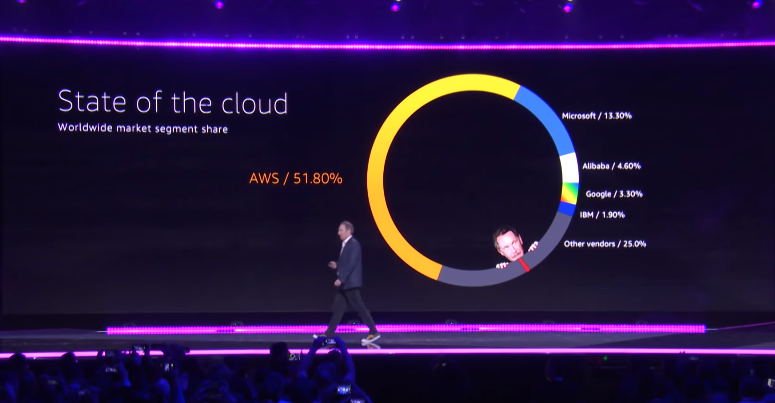 State of the cloud
Worldwide market segment share
AWS / 51.80%
Microsoft / 13.30%
Alibaba / 4.60%
Google / 3.30%
IBM / 1.90%
Other vendors / 25.0%